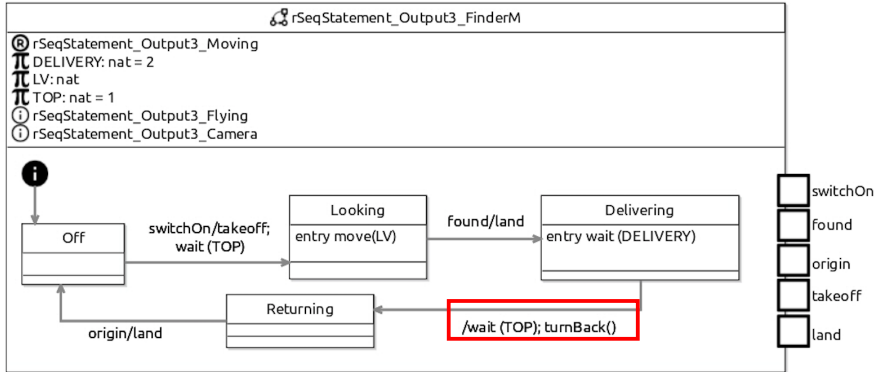 rSeqStatement_Output3_FinderM
rSeqStatement_Output3_Moving
DELIVERY: nat = 2
LV: nat
TOP: nat = 1
rSeqStatement_Output3_Flying
rSeqStatement_Output3_Camera
i
Off
switchOn/takeoff;
wait (TOP)
Looking
entry move(LV)
found/land
Delivering
entry wait (DELIVERY)
Returning
origin/land
/wait (TOP); turnBack()
switchOn
found
origin
takeoff
land